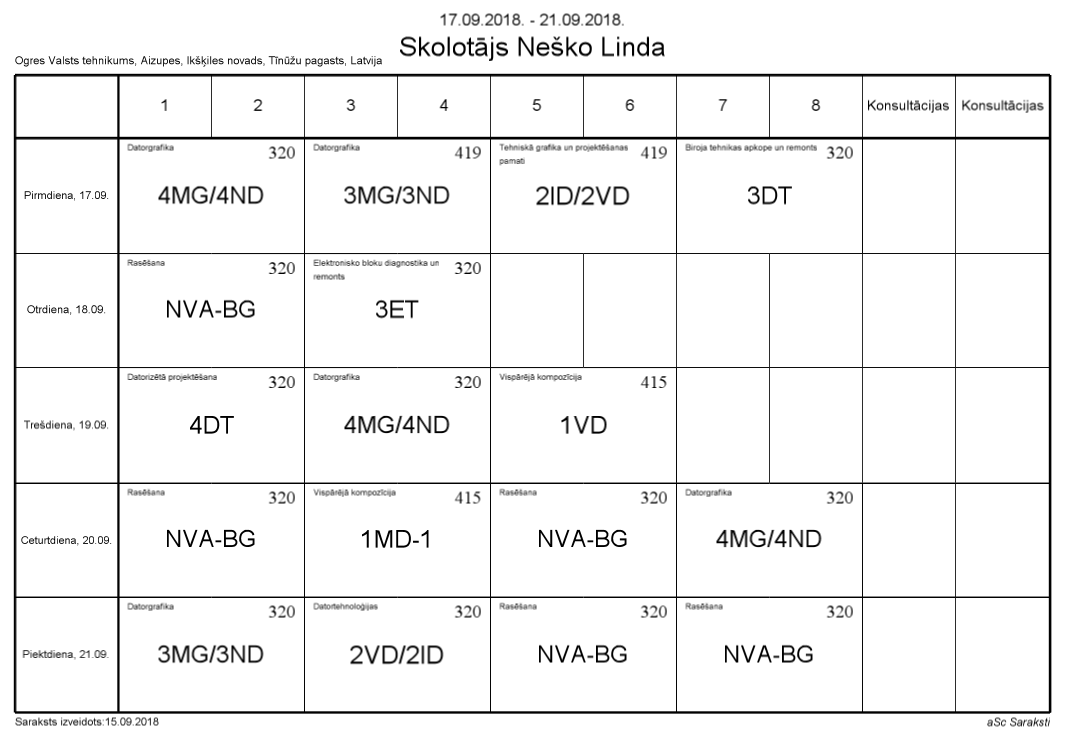 17.09.2018. - 21.09.2018.
Skolotājs Neško Linda
Ogres Valsts tehnikums, Aizupes, Ikšķiles novads, Tīnūžu pagasts, Latvija
1 2 3 4 5 6 7 8 Konsultācijas Konsultācijas
Pirmdiena, 17.09.
Datorgrafika 320
4MG/4ND
Datorgrafika 419
3MG/3ND
Tehniskā grafika un projektēšanas 419
pamati
2ID/2VD
Biroja tehnikas apkope un remonts 320
3DT
Otrdiena, 18.09.
Rasēšana 320
NVA-BG
Elektronisko bloku diagnostika un 320
remonts
3ET
Trešdiena, 19.09.
Datorizētā projektēšana 320
4DT
Datorgrafika 320
4MG/4ND
Vispārējā kompozīcija 415
1VD
Ceturtdiena, 20.09.
Rasēšana 320
NVA-BG
Vispārējā kompozīcija 415
1MD-1
Rasēšana 320
NVA-BG
Datorgrafika 320
4MG/4ND
Piektdiena, 21.09.
Datorgrafika 320
3MG/3ND
Datortehnoloģijas 320
2VD/2ID
Rasēšana 320
NVA-BG
Rasēšana 320
NVA-BG
Saraksts izveidots:15.09.2018
aSc Saraksti